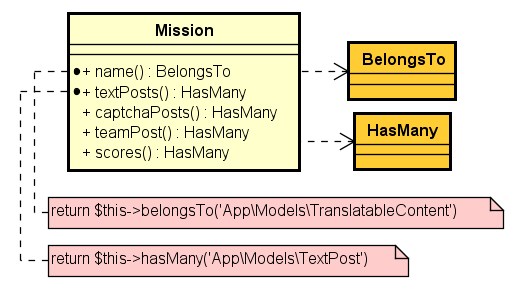 Mission
+ name() : BelongsTo
+ textPosts() : HasMany
+ captchaPosts() : HasMany
+ teamPost() : HasMany
+ scores() : HasMany
BelongsTo
HasMany
return $this->belongsTo('App\Models\TranslatableContent')
return $this->hasMany('App\Models\TextPost')